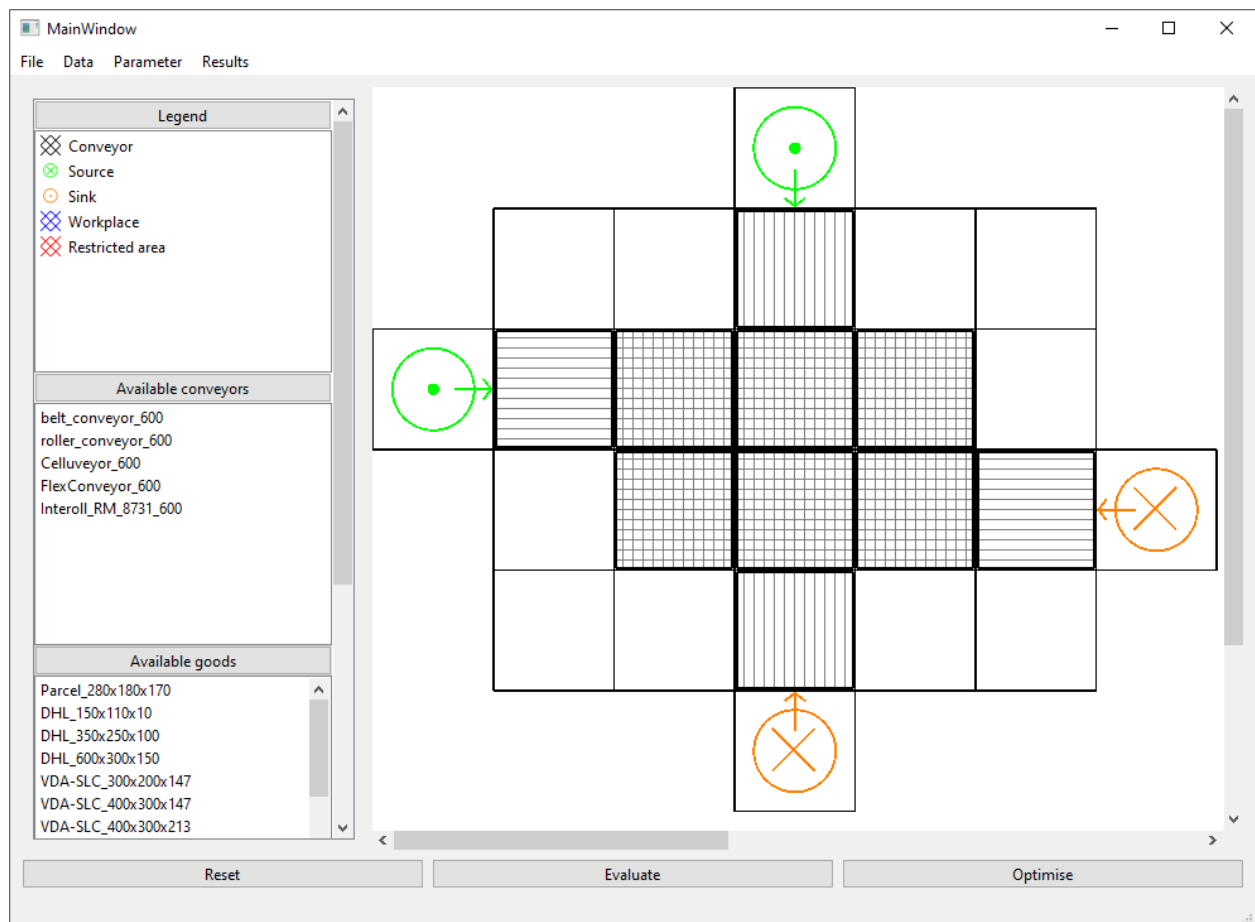 MainWindow
File Data Parameter Results
Legend
Conveyor
Source
Sink
Workplace
Restricted area
Available conveyors
belt_conveyor_600
roller_conveyor_600
Celluveyor_600
FlexConveyor_600
Interoll_RM_8731_600
Available goods
Parcel_280x180x170
DHL_150x110x10
DHL_350x250x100
DHL_600x300x150
VDA-SLC_300x200x147
VDA-SLC_400x300x147
VDA-SLC_400x300x213
Reset Evaluate Optimise